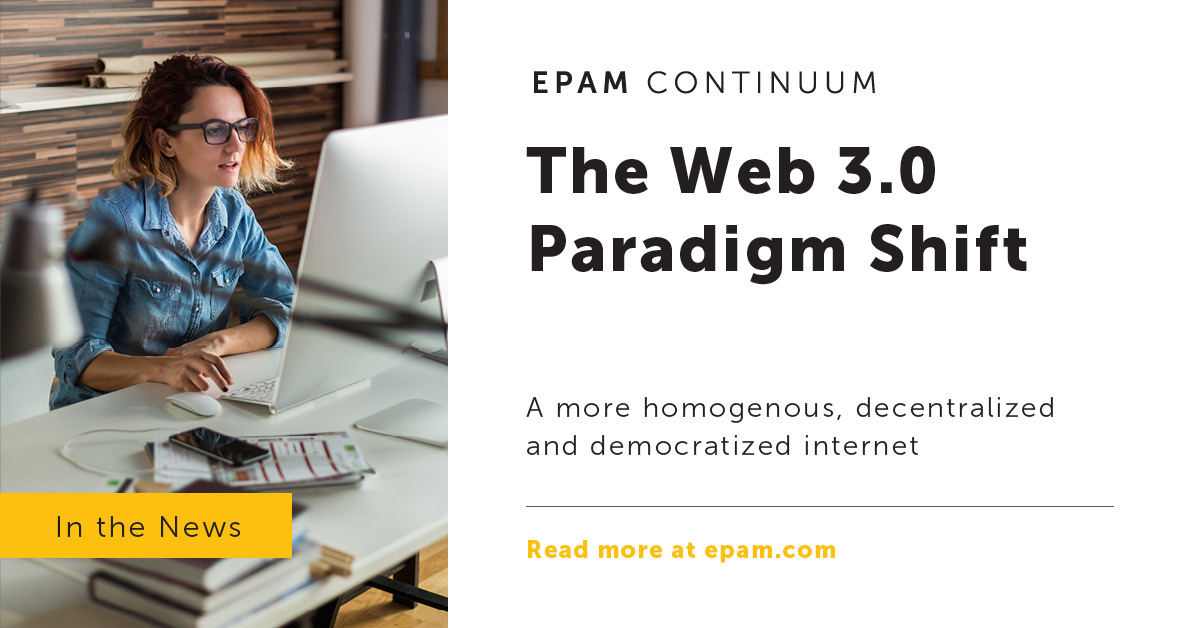 EPAM CONTINUUM
The Web 3.0
Paradigm Shift
A more homogenous, decentralized
and democratized internet
In the News
Read more at epam.com